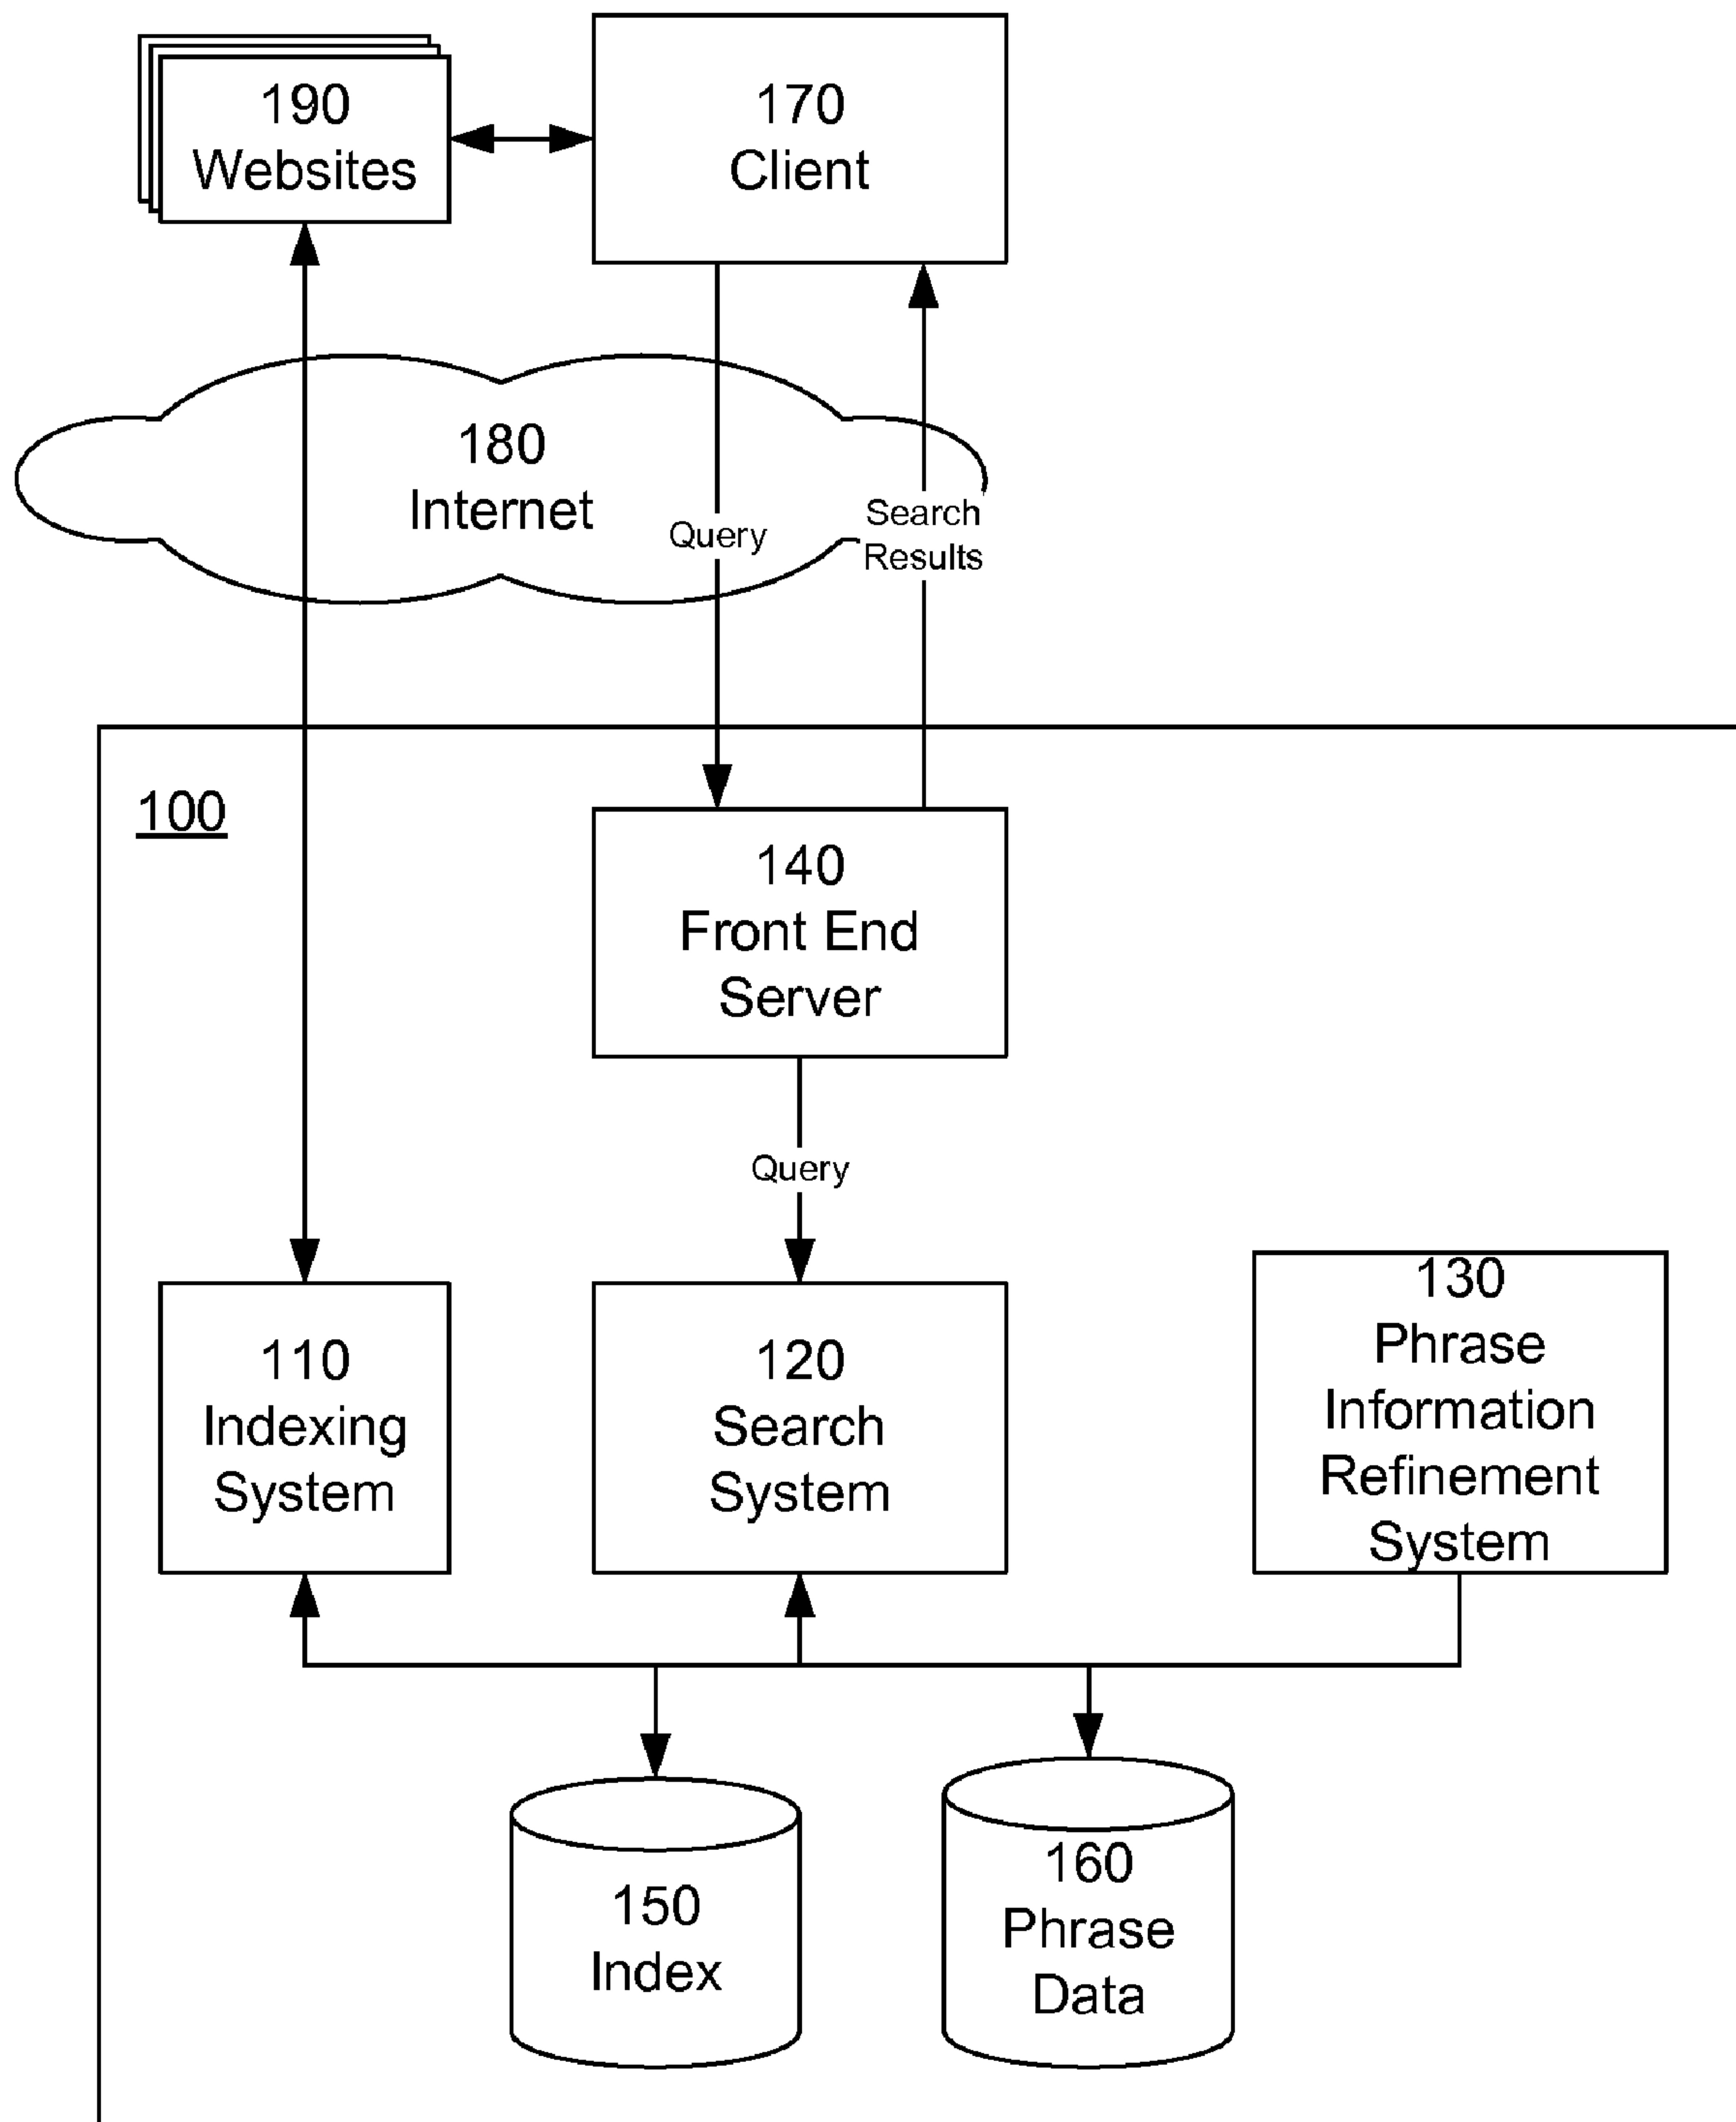 190
Websites
170
Client
180
Internet
Query
Search
Results
100
140
Front End
Server
Query
110
Indexing
System
120
Search
System
130
Phrase
Information
Refinement
System
150
Index
160
Phrase
Data